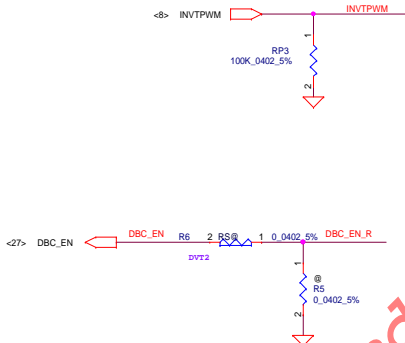 <8> INVTPWM INVTPWM
1
RP3
100K_0402_5%
2
<27> DBC_EN DBC_EN R6 2 RS@ 1 0_0402_5% DBC_EN_R
DVT2
1
@
R5
0_0402_5%
2